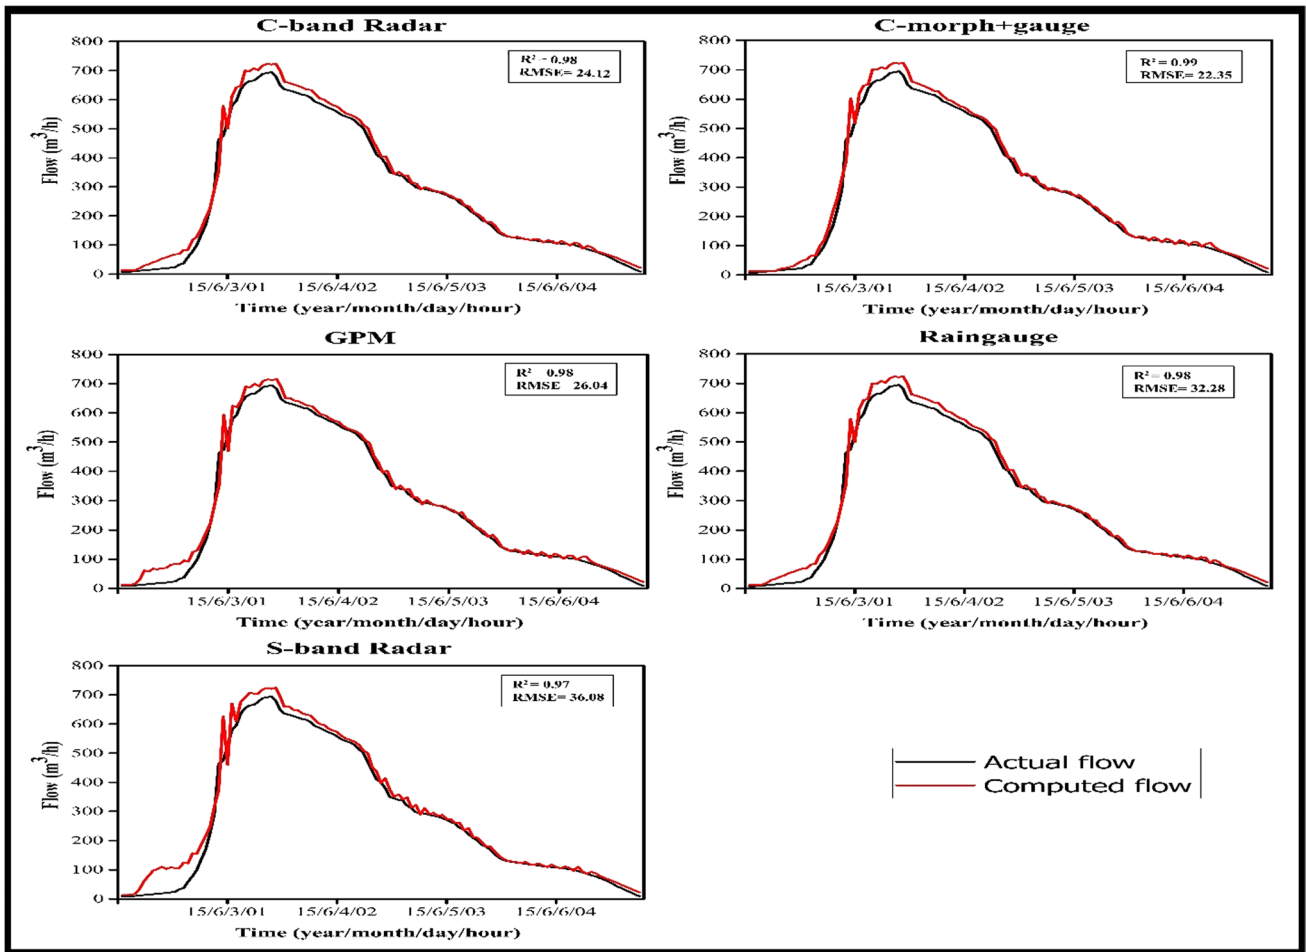 C-band Radar
800
700
600
500
400
300
200
100
0
Flow (m³/h)
R² = 0.98
RMSE= 24.12
15/6/3/01 15/6/4/02 15/6/5/03 15/6/6/04
Time (year/month/day/hour)
C-morph+gauge
800
700
600
500
400
300
200
100
0
Flow (m³/h)
R² = 0.99
RMSE= 22.35
15/6/3/01 15/6/4/02 15/6/5/03 15/6/6/04
Time (year/month/day/hour)
GPM
800
700
600
500
400
300
200
100
0
Flow (m³/h)
R² 0.98
RMSE 26.04
15/6/3/01 15/6/4/02 15/6/5/03 15/6/6/04
Time (year/month/day/hour)
Raingauge
800
700
600
500
400
300
200
100
0
Flow (m³/h)
R² = 0.98
RMSE= 32.28
15/6/3/01 15/6/4/02 15/6/5/03 15/6/6/04
Time (year/month/day/hour)
S-band Radar
800
700
600
500
400
300
200
100
0
Flow (m³/h)
R² = 0.97
RMSE= 36.08
15/6/3/01 15/6/4/02 15/6/5/03 15/6/6/04
Time (year/month/day/hour)
Actual flow
Computed flow